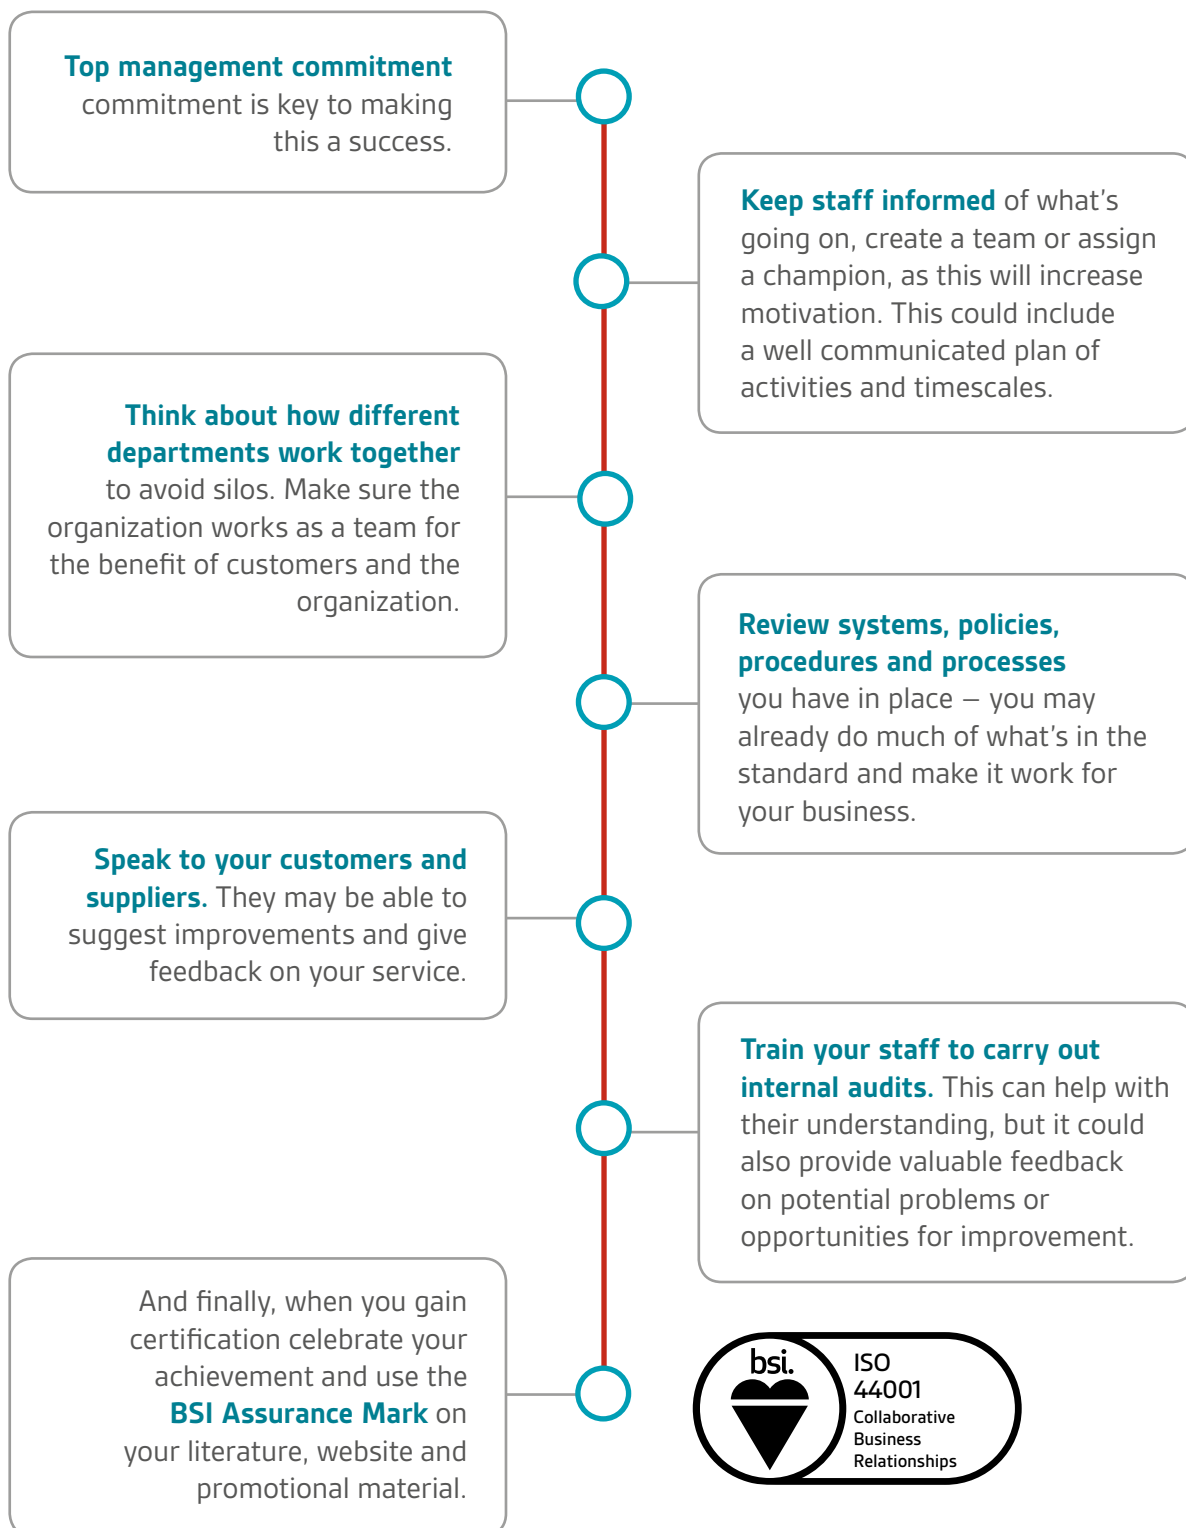 Top management commitment
commitment is key to making
this a success.
Keep staff informed of what's
going on, create a team or assign
a champion, as this will increase
motivation. This could include
a well communicated plan of
activities and timescales.
Think about how different
departments work together
to avoid silos. Make sure the
organization works as a team for
the benefit of customers and the
organization.
Review systems, policies,
procedures and processes
you have in place – you may
already do much of what's in the
standard and make it work for
your business.
Speak to your customers and
suppliers. They may be able to
suggest improvements and give
feedback on your service.
Train your staff to carry out
internal audits. This can help with
their understanding, but it could
also provide valuable feedback
on potential problems or
opportunities for improvement.
And finally, when you gain
certification celebrate your
achievement and use the
BSI Assurance Mark on
your literature, website and
promotional material.
bsi.
ISO
44001
Collaborative
Business
Relationships